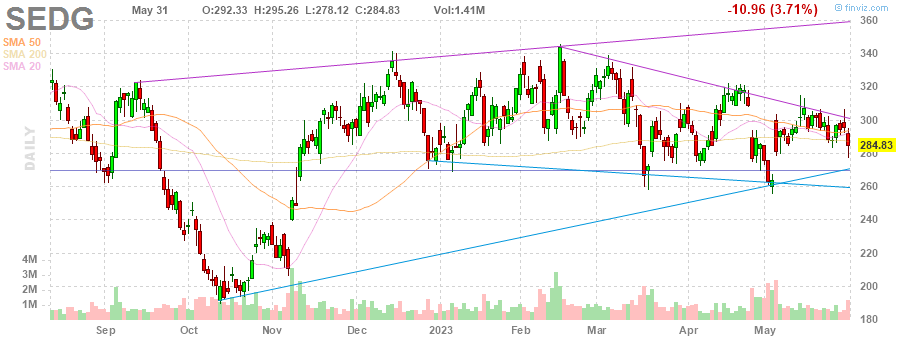 SEDG May 31 O:292.33 H:295.26 L:278.12 C:284.83 Vol:1.41M -10.96 (3.71%) © finviz.com
SMA 50
SMA 200
SMA 20
DAILY
360
340
320
300
284.83
280
260
240
220
200
180
4M
3M
2M
1M
Sep Oct Nov Dec 2023 Feb Mar Apr May